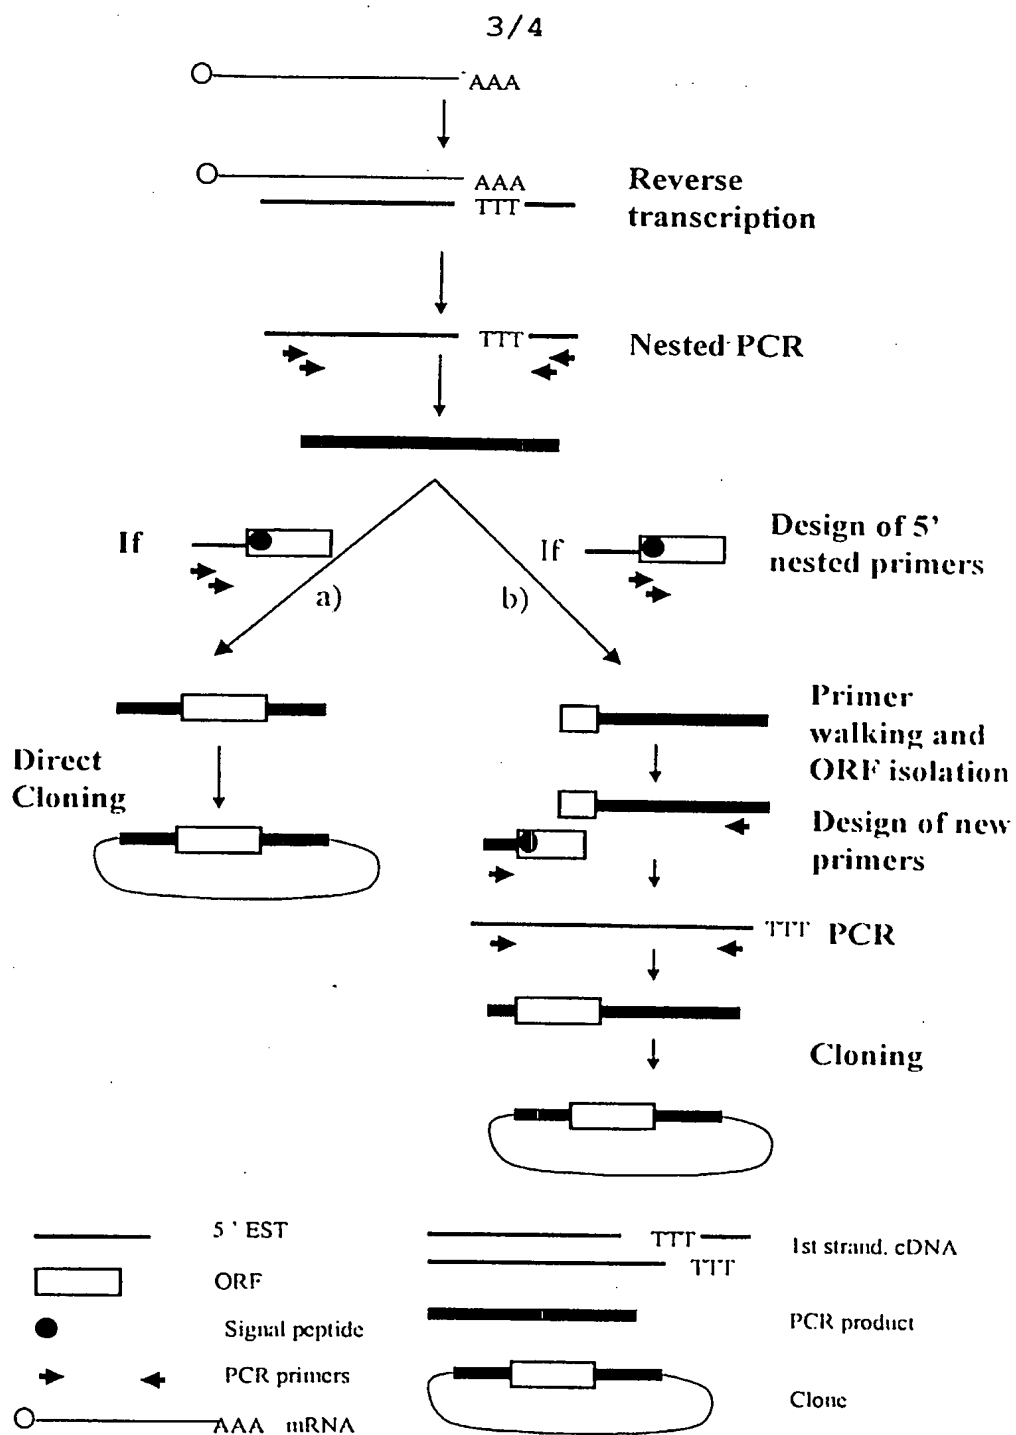 3/4
AAA
AAA
TTT
Reverse
transcription
TTT
Nested PCR
If
a)
If
b)
Design of 5'
nested primers
Direct
Cloning
Primer
walking and
ORF isolation
Design of new
primers
TTT PCR
Cloning
5 ' EST
ORF
Signal peptide
PCR primers
AAA mRNA
TTT
TTT
1st strand. cDNA
PCR product
Clone